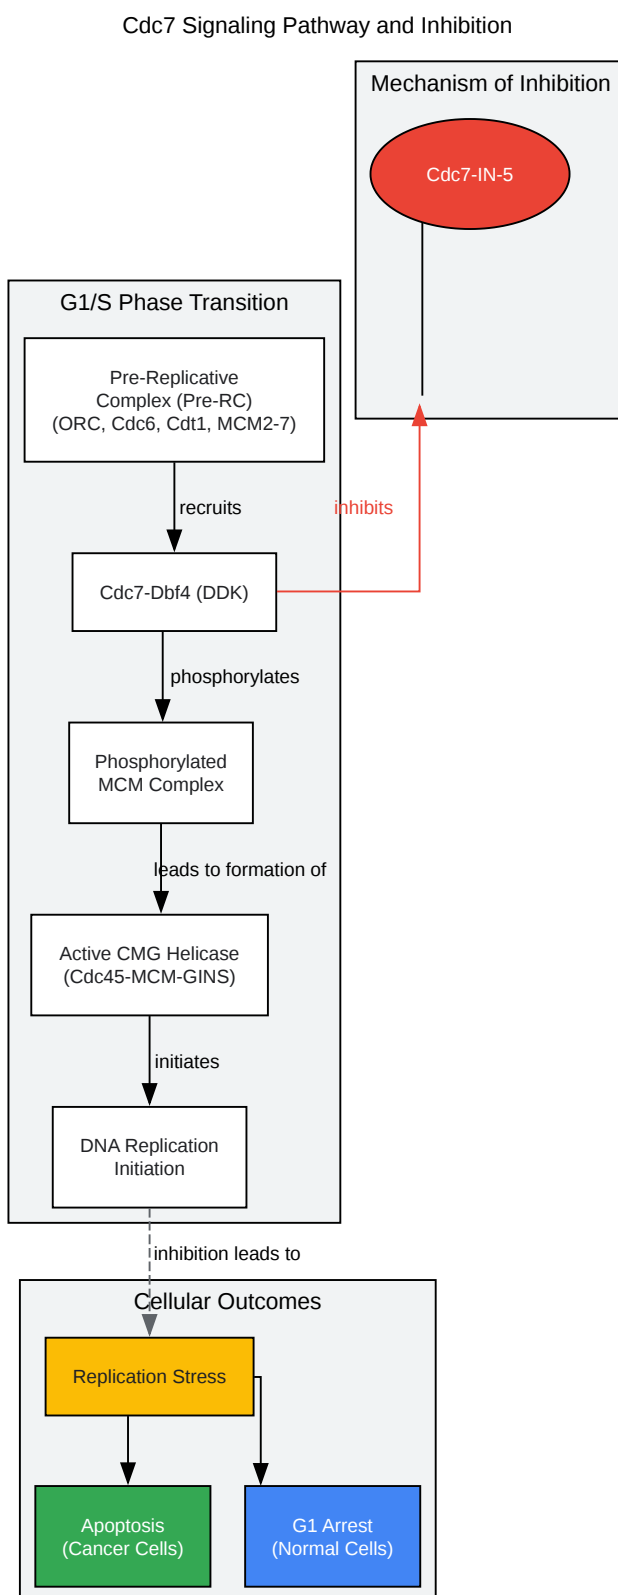 Cdc7 Signaling Pathway and Inhibition
Mechanism of Inhibition
Cdc7-IN-5
G1/S Phase Transition
Pre-Replicative
Complex (Pre-RC)
(ORC, Cdc6, Cdt1, MCM2-7)
recruits
inhibits
Cdc7-Dbf4 (DDK)
phosphorylates
Phosphorylated
MCM Complex
leads to formation of
Active CMG Helicase
(Cdc45-MCM-GINS)
initiates
DNA Replication
Initiation
inhibition leads to
Cellular Outcomes
Replication Stress
Apoptosis
(Cancer Cells)
G1 Arrest
(Normal Cells)